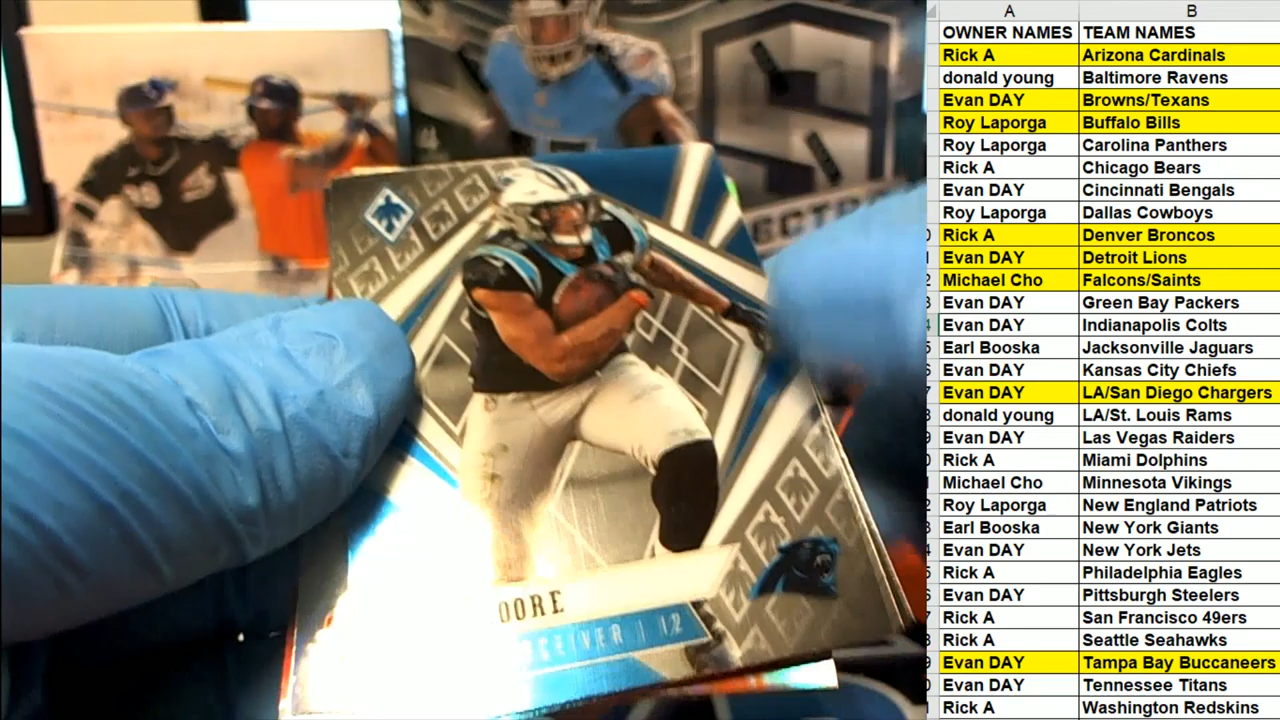 A B
OWNER NAMES TEAM NAMES
Rick A Arizona Cardinals
donald young Baltimore Ravens
Evan DAY Browns/Texans
Roy Laporga Buffalo Bills
Roy Laporga Carolina Panthers
Rick A Chicago Bears
Evan DAY Cincinnati Bengals
Roy Laporga Dallas Cowboys
Rick A Denver Broncos
Evan DAY Detroit Lions
Michael Cho Falcons/Saints
Evan DAY Green Bay Packers
Evan DAY Indianapolis Colts
Earl Booska Jacksonville Jaguars
Evan DAY Kansas City Chiefs
Evan DAY LA/San Diego Chargers
donald young LA/St. Louis Rams
Evan DAY Las Vegas Raiders
Rick A Miami Dolphins
Michael Cho Minnesota Vikings
Roy Laporga New England Patriots
Earl Booska New York Giants
Evan DAY New York Jets
Rick A Philadelphia Eagles
Evan DAY Pittsburgh Steelers
Rick A San Francisco 49ers
Rick A Seattle Seahawks
Evan DAY Tampa Bay Buccaneers
Evan DAY Tennessee Titans
Rick A Washington Redskins
OORE
CEIVER | 12
ECTR